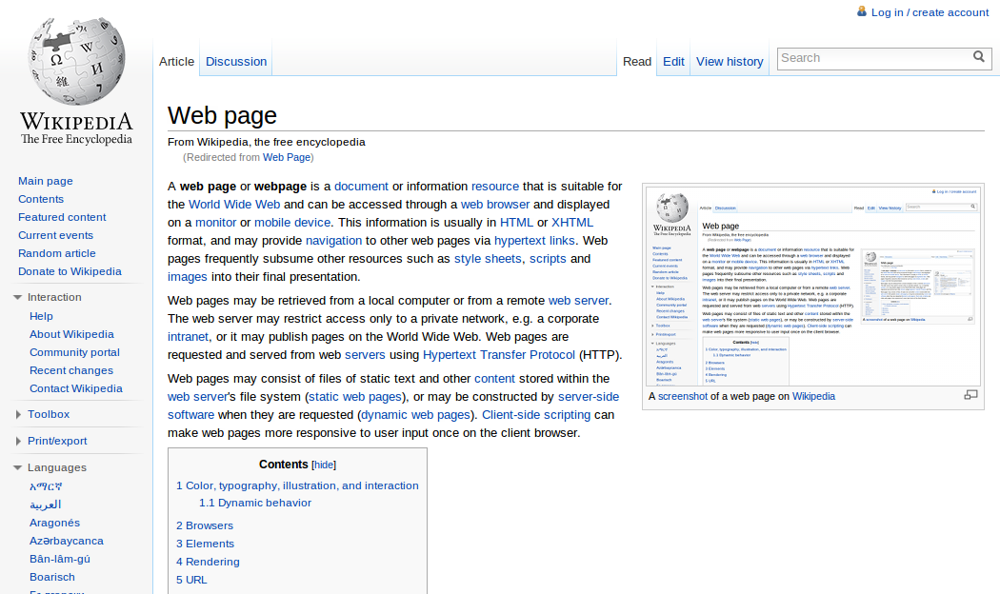 Log in / create account
Article Discussion Read Edit View history Search
WIKIPEDIA
The Free Encyclopedia
Main page
Contents
Featured content
Current events
Random article
Donate to Wikipedia
Interaction
Help
About Wikipedia
Community portal
Recent changes
Contact Wikipedia
Toolbox
Print/export
Languages
አማርኛ
العربية
Aragonés
Azərbaycanca
Bân-lâm-gú
Boarisch
Web page
From Wikipedia, the free encyclopedia
(Redirected from Web Page)
A web page or webpage is a document or information resource that is suitable for
the World Wide Web and can be accessed through a web browser and displayed
on a monitor or mobile device. This information is usually in HTML or XHTML
format, and may provide navigation to other web pages via hypertext links. Web
pages frequently subsume other resources such as style sheets, scripts and
images into their final presentation.
Web pages may be retrieved from a local computer or from a remote web server.
The web server may restrict access only to a private network, e.g. a corporate
intranet, or it may publish pages on the World Wide Web. Web pages are
requested and served from web servers using Hypertext Transfer Protocol (HTTP).
Web pages may consist of files of static text and other content stored within the
web server's file system (static web pages), or may be constructed by server-side
software when they are requested (dynamic web pages). Client-side scripting can
make web pages more responsive to user input once on the client browser.
Contents [hide]
1 Color, typography, illustration, and interaction
1.1 Dynamic behavior
2 Browsers
3 Elements
4 Rendering
5 URL
A screenshot of a web page on Wikipedia